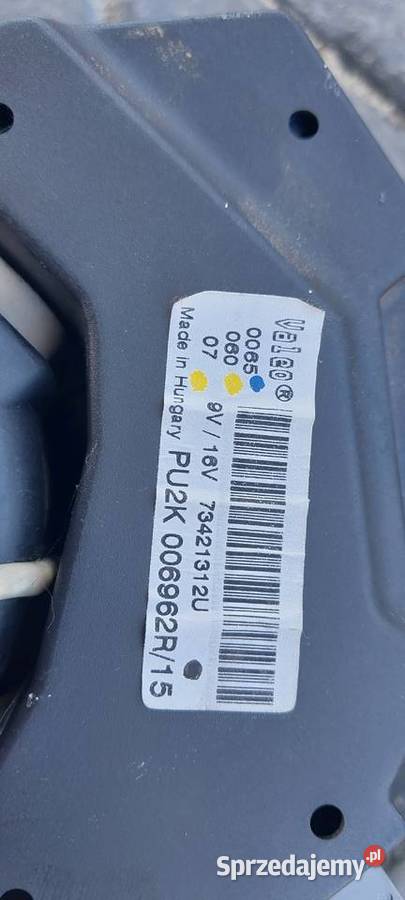 Valeo®
0065
060
07
9V / 16V 73421312U
Made in Hungary PU2K 006962R/15
Sprzedajemy.pl